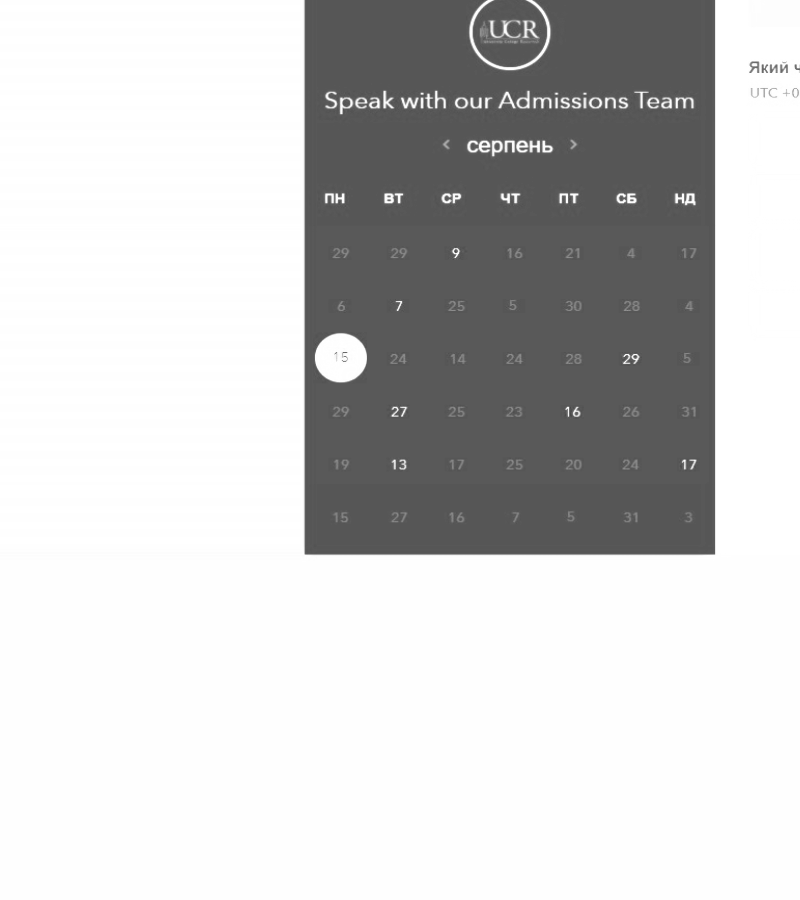 UCR
Який
Speak with our Admissions Team
UTC +0
‹ серпень ›
ПН ВТ СР ЧТ ПТ СБ НД
29 29 9 16 21 4 17
6 7 25 5 30 28 4
15 24 14 24 28 29 5
29 27 25 23 16 26 31
19 13 17 25 20 24 17
15 27 16 7 5 31 3